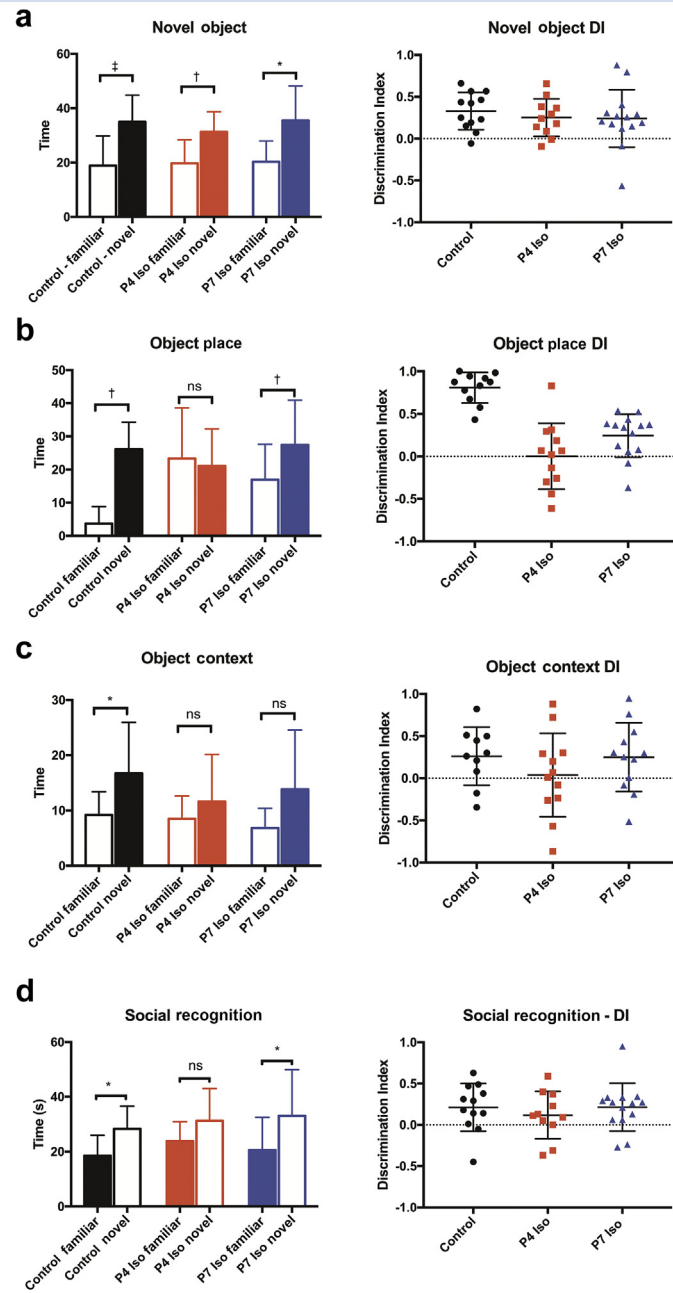 a
Novel object
60
40
20
0
Time
‡
†
*
Control - familiar
Control - novel
P4 Iso familiar
P4 Iso novel
P7 Iso familiar
P7 Iso novel
Novel object DI
1.0
0.5
0.0
-0.5
-1.0
Discrimination Index
Control
P4 Iso
P7 Iso
b
Object place
50
40
30
20
10
0
Time
†
ns
†
Control familiar
Control novel
P4 Iso familiar
P4 Iso novel
P7 Iso familiar
P7 Iso novel
Object place DI
1.0
0.5
0.0
-0.5
-1.0
Discrimination Index
Control
P4 Iso
P7 Iso
c
Object context
30
20
10
0
Time
*
ns
ns
Control familiar
Control novel
P4 Iso familiar
P4 Iso novel
P7 Iso familiar
P7 Iso novel
Object context DI
1.0
0.5
0.0
-0.5
-1.0
Discrimination Index
Control
P4 Iso
P7 Iso
d
Social recognition
60
40
20
0
Time (s)
*
ns
*
Control familiar
Control novel
P4 Iso familiar
P4 Iso novel
P7 Iso familiar
P7 Iso novel
Social recognition - DI
1.0
0.5
0.0
-0.5
-1.0
Discrimination Index
Control
P4 Iso
P7 Iso